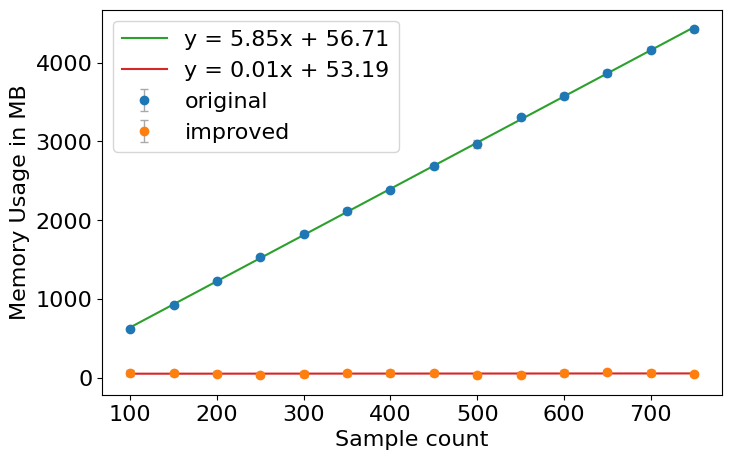 y = 5.85x + 56.71
y = 0.01x + 53.19
original
improved
Memory Usage in MB
4000
3000
2000
1000
0
100
200
300
400
500
600
700
Sample count